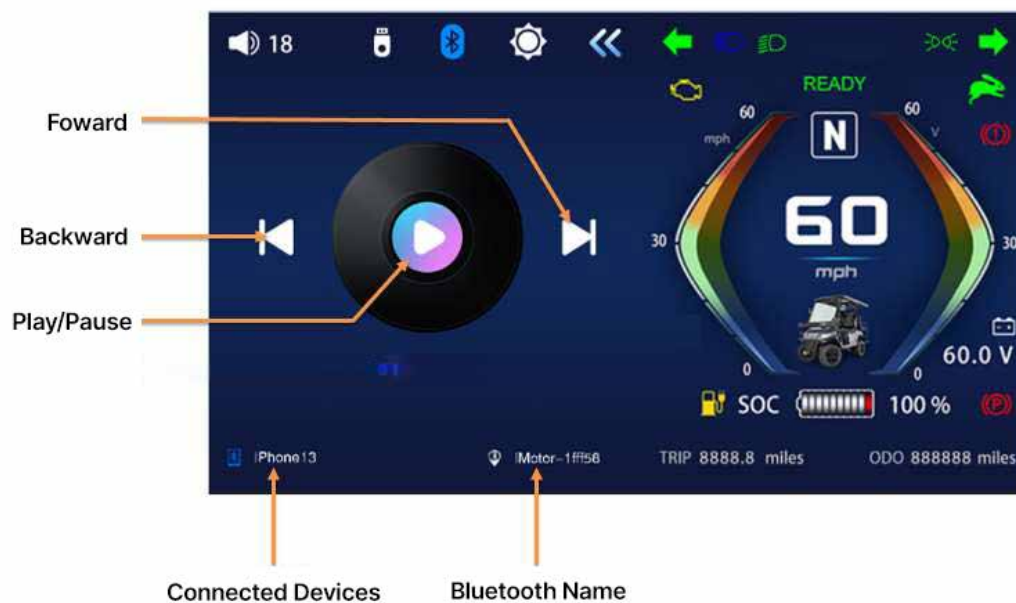 18
READY
Foward
60
60
mph
V
N
Backward
60
30
30
mph
Play/Pause
60.0 V
0
0
SOC
100 %
iPhone13
iMotor-1fff56
TRIP 8888.8 miles
ODO 888888 miles
Connected Devices
Bluetooth Name